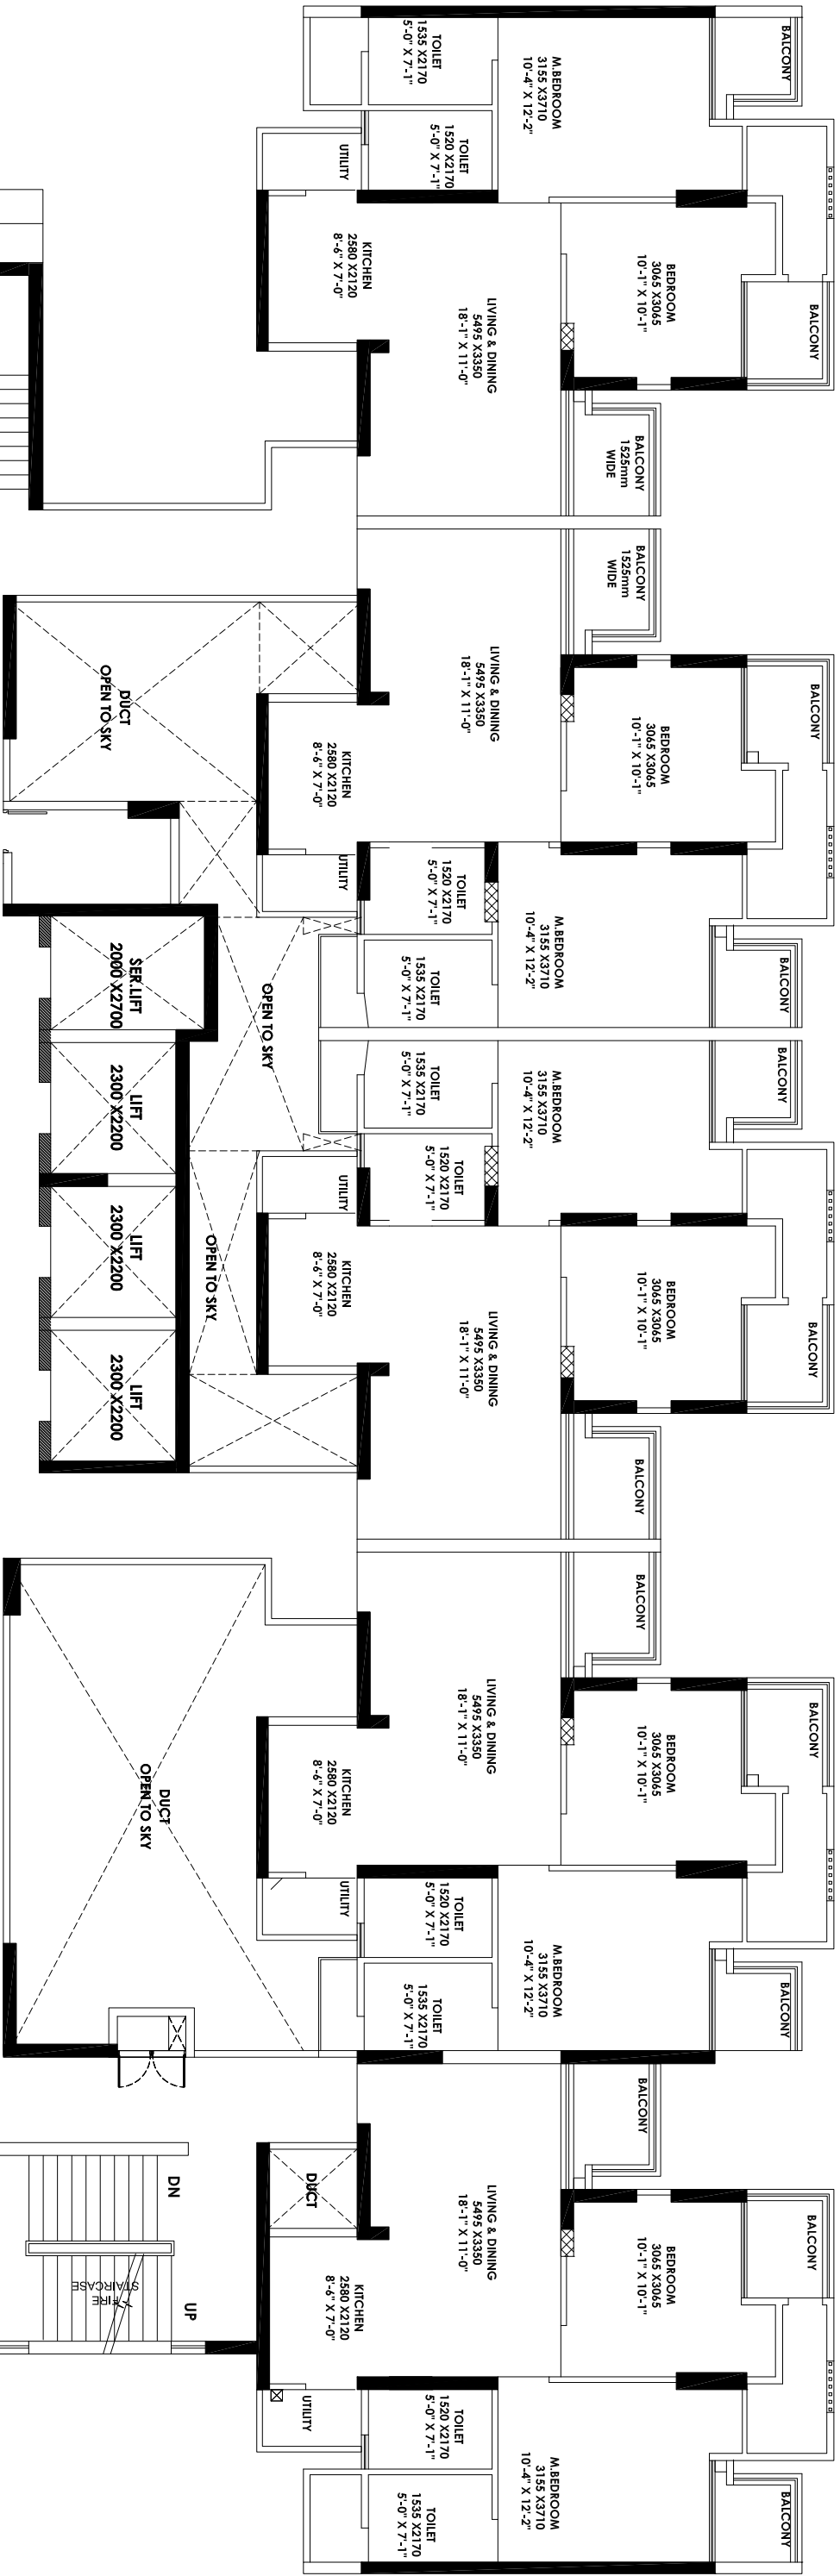 BALCONY
M.BEDROOM
3155 X3710
10'-4" X 12'-2"
TOILET
1535 X2170
5'-0" X 7'-1"
TOILET
1520 X2170
5'-0" X 7'-1"
UTILITY
KITCHEN
2580 X2120
8'-6" X 7'-0"
LIVING & DINING
5495 X3350
18'-1" X 11'-0"
BEDROOM
3065 X3065
10'-1" X 10'-1"
BALCONY
BALCONY
1525mm
WIDE
BALCONY
1525mm
WIDE
LIVING & DINING
5495 X3350
18'-1" X 11'-0"
BEDROOM
3065 X3065
10'-1" X 10'-1"
BALCONY
DUCT
OPEN TO SKY
KITCHEN
2580 X2120
8'-6" X 7'-0"
UTILITY
TOILET
1520 X2170
5'-0" X 7'-1"
M.BEDROOM
3155 X3710
10'-4" X 12'-2"
TOILET
1535 X2170
5'-0" X 7'-1"
BALCONY
SER.LIFT
2000 X2700
OPEN TO SKY
LIFT
2300 X2200
TOILET
1535 X2170
5'-0" X 7'-1"
M.BEDROOM
3155 X3710
10'-4" X 12'-2"
BALCONY
TOILET
1520 X2170
5'-0" X 7'-1"
UTILITY
LIFT
2300 X2200
OPEN TO SKY
KITCHEN
2580 X2120
8'-6" X 7'-0"
LIVING & DINING
5495 X3350
18'-1" X 11'-0"
BEDROOM
3065 X3065
10'-1" X 10'-1"
BALCONY
LIFT
2300 X2200
BALCONY
BALCONY
LIVING & DINING
5495 X3350
18'-1" X 11'-0"
BEDROOM
3065 X3065
10'-1" X 10'-1"
BALCONY
DUCT
OPEN TO SKY
KITCHEN
2580 X2120
8'-6" X 7'-0"
UTILITY
TOILET
1520 X2170
5'-0" X 7'-1"
TOILET
1535 X2170
5'-0" X 7'-1"
M.BEDROOM
3155 X3710
10'-4" X 12'-2"
BALCONY
BALCONY
DN
DUCT
LIVING & DINING
5495 X3350
18'-1" X 11'-0"
BEDROOM
3065 X3065
10'-1" X 10'-1"
BALCONY
FIRE
STAIRCASE
UP
KITCHEN
2580 X2120
8'-6" X 7'-0"
UTILITY
TOILET
1520 X2170
5'-0" X 7'-1"
TOILET
1535 X2170
5'-0" X 7'-1"
M.BEDROOM
3155 X3710
10'-4" X 12'-2"
BALCONY